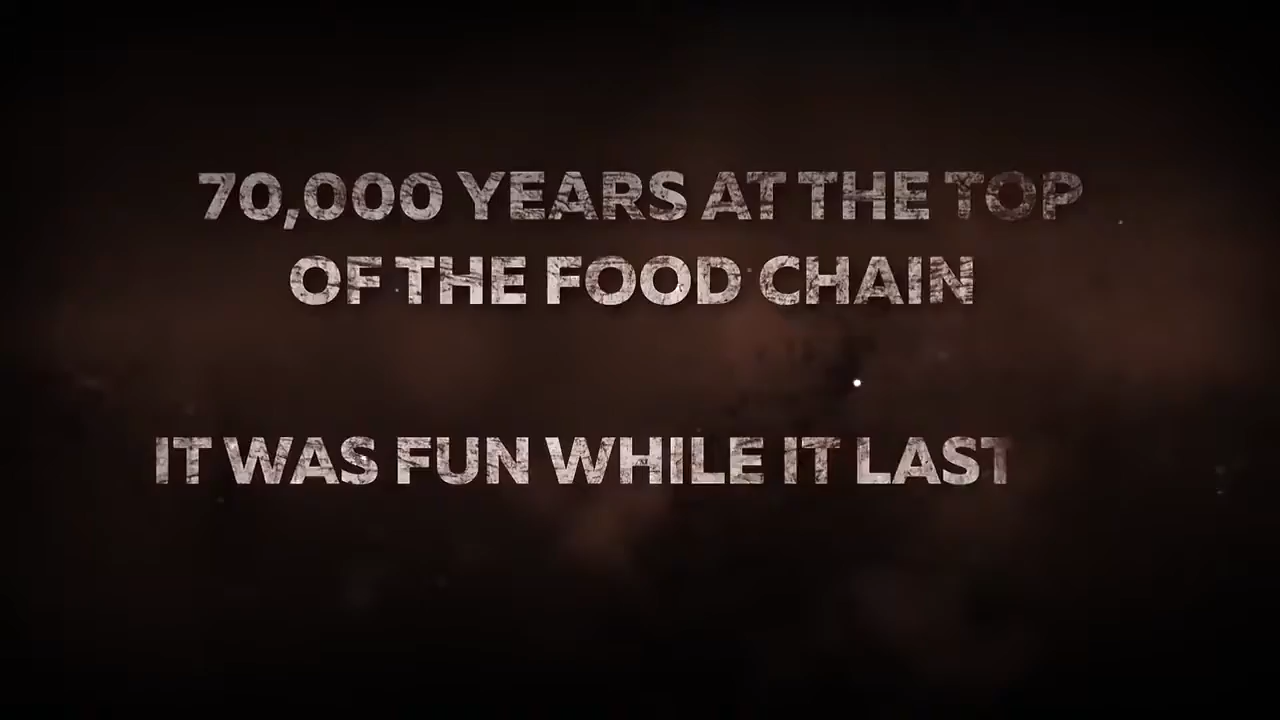 70,000 YEARS AT THE TOP
OF THE FOOD CHAIN
IT WAS FUN WHILE IT LAST